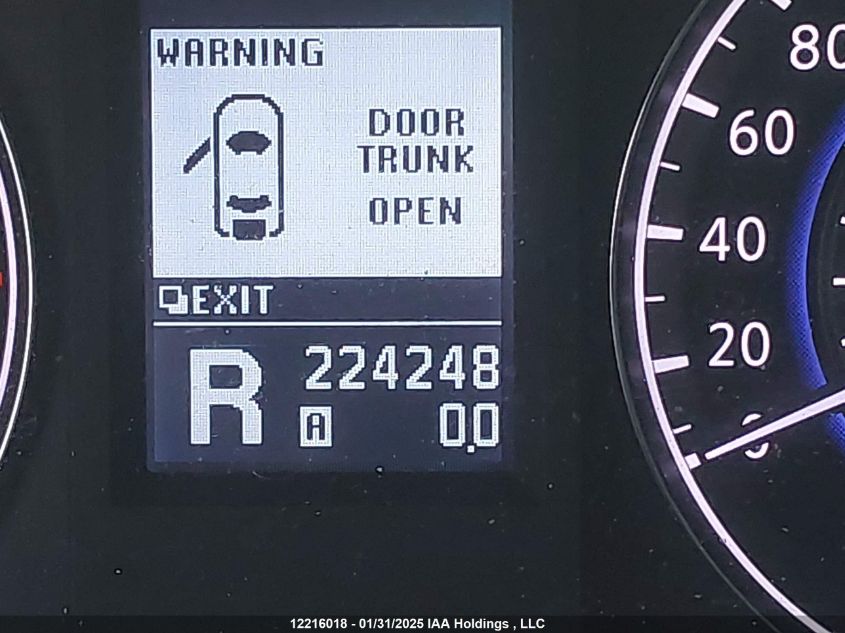 WARNING
DOOR
TRUNK
OPEN
EXIT
R 224248
A 0.0
80
60
40
20
0
12216018 - 01/31/2025 IAA Holdings , LLC